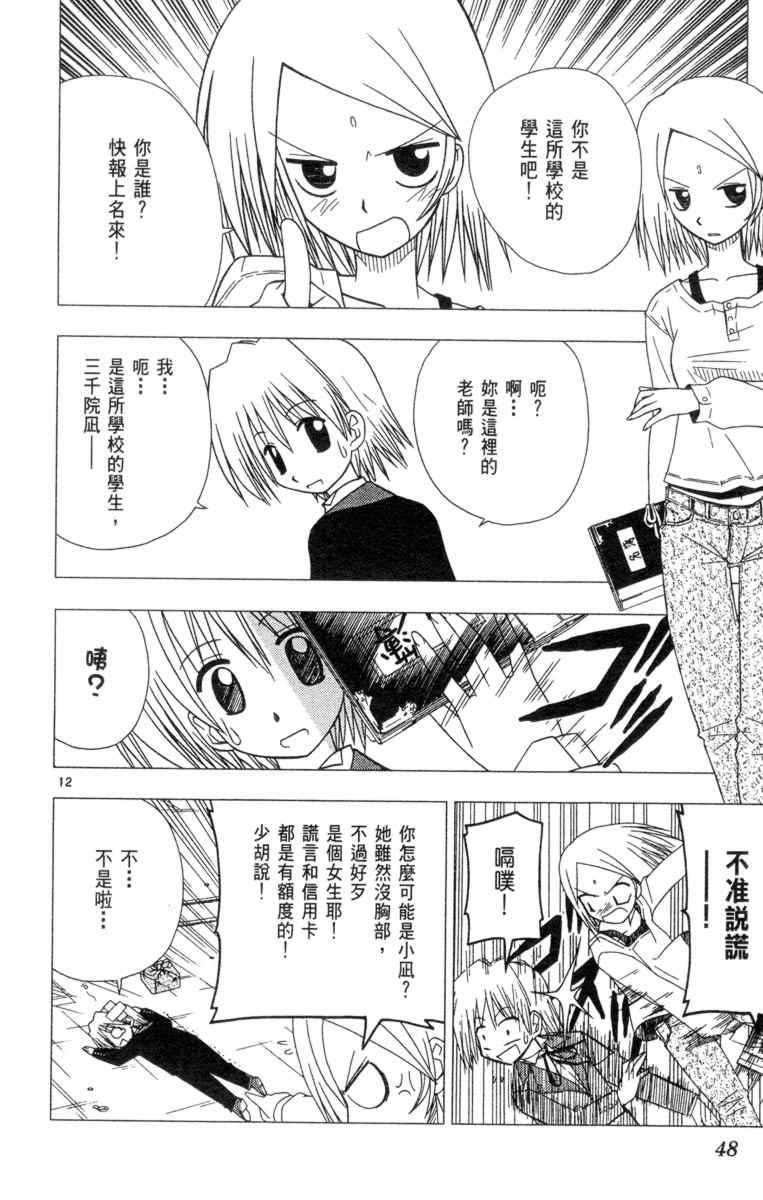 你不是
這所學校的
學生吧！
你是誰？
快報上名來！
呃？
啊…
妳是這裡的
老師嗎？
我…
呃…
是這所學校的學生，
三千院凪——
咦？
12
不准說謊
——！
嗝噗！
你怎麼可能是小凪？
她雖然沒胸部，
不過好歹
是個女生耶！
謊言和信用卡
都是有額度的！
少胡說！
不…
不是啦…
48